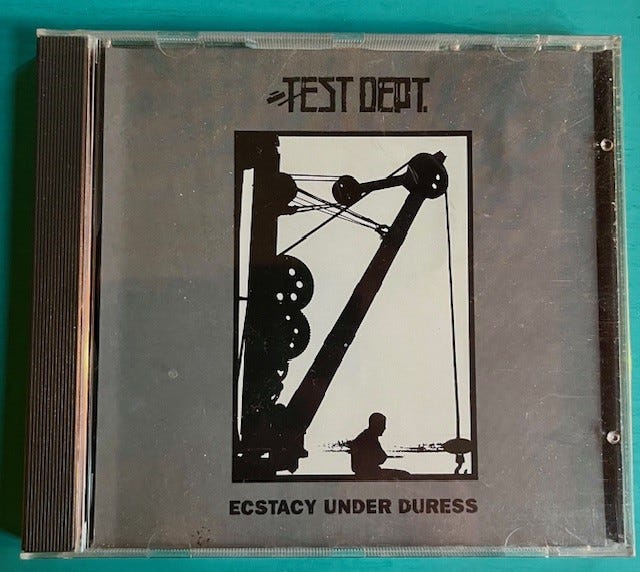 TEST DEPT.
ECSTACY UNDER DURESS